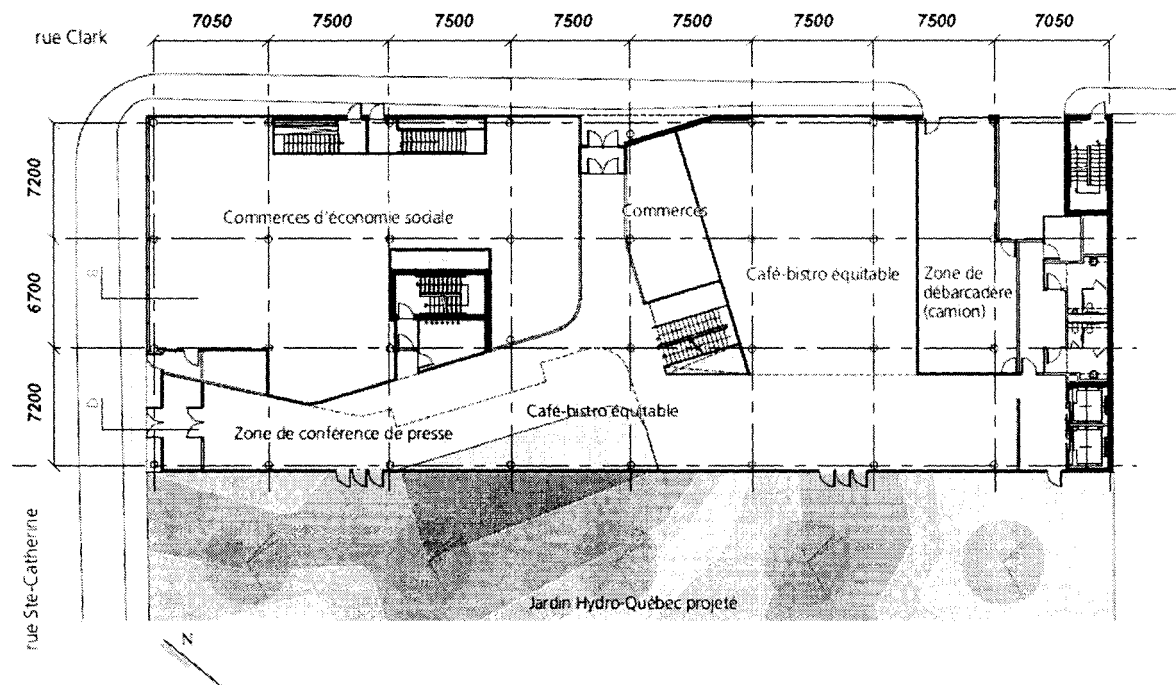 7050 7500 7500 7500 7500 7500 7500 7050
rue Clark
7200
6700
7200
Commerces d'économie sociale
Commerces
Café-bistro équitable
Zone de
débarcadère
(camion)
B
D
Café-bistro équitable
Zone de conférence de presse
Jardin Hydro-Québec projeté
rue Ste-Catherine
N